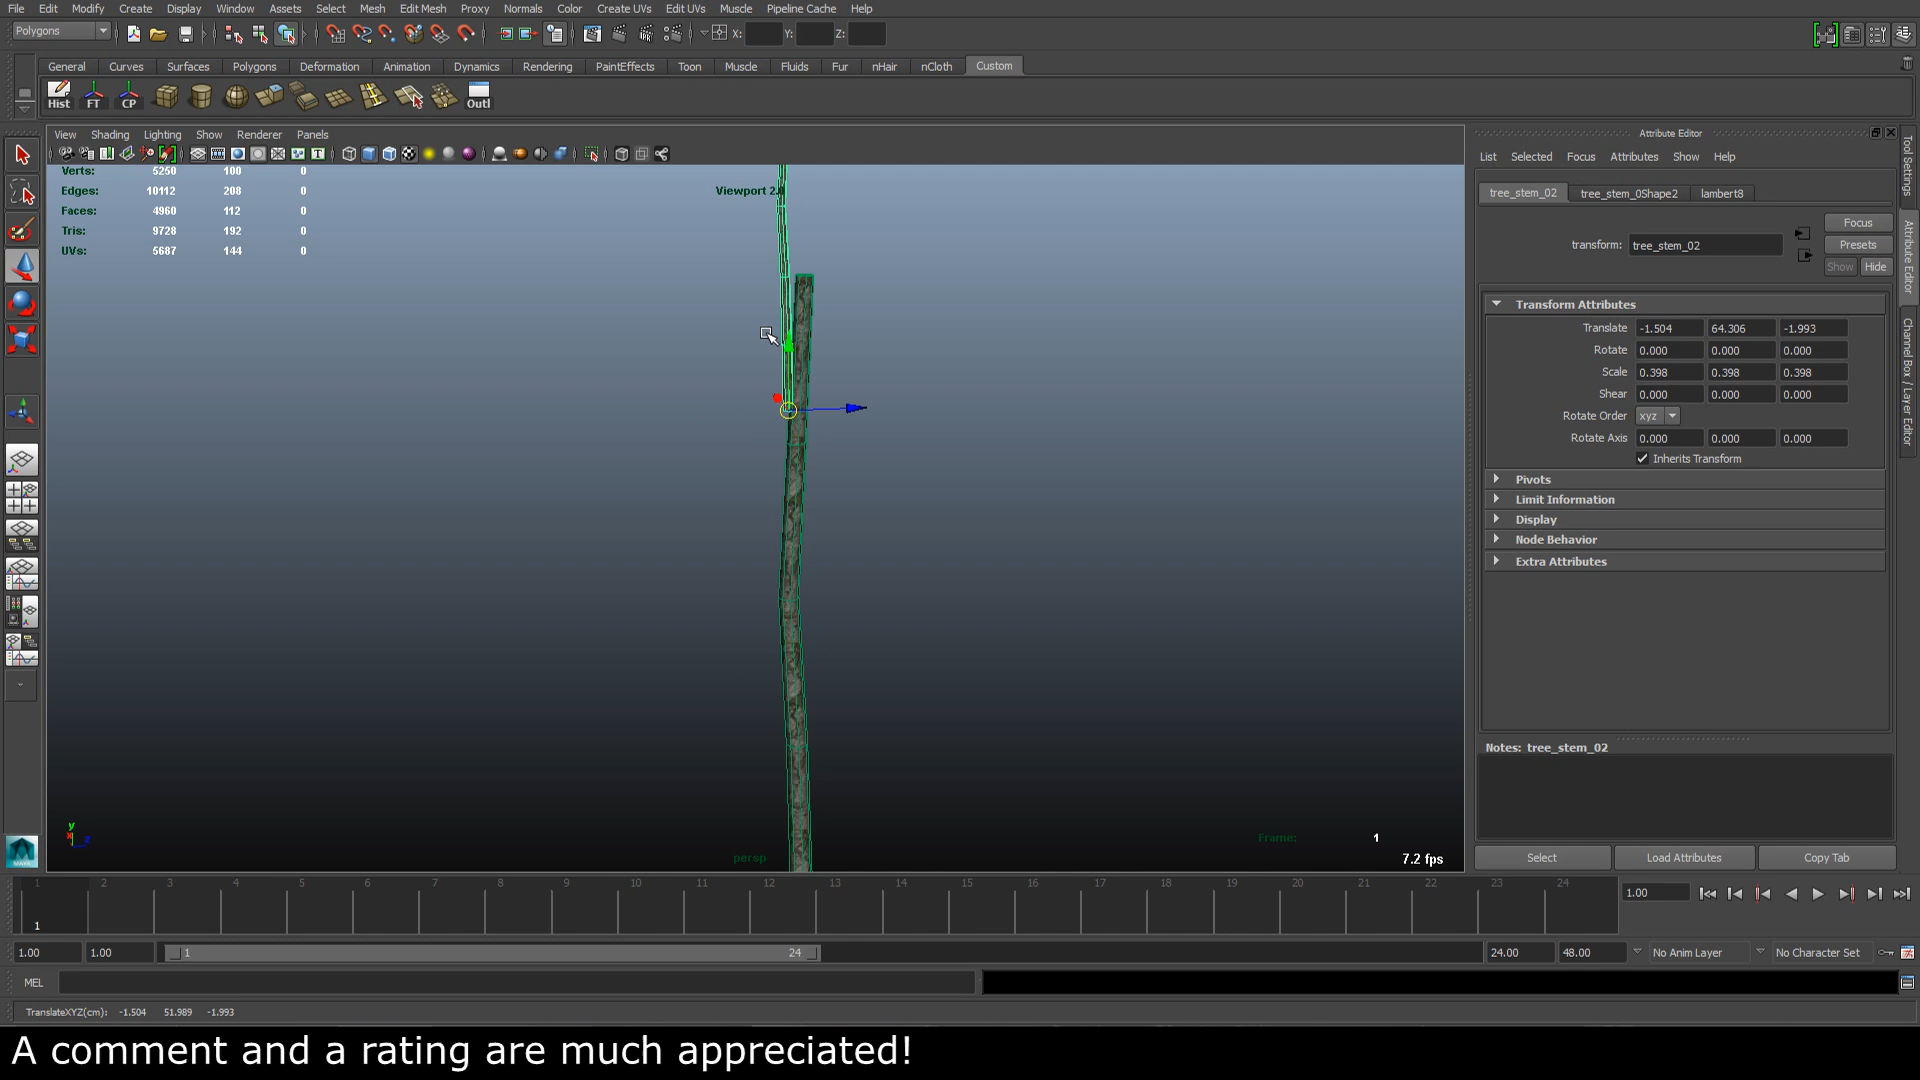 File Edit Modify Create Display Window Assets Select Mesh Edit Mesh Proxy Normals Color Create UVs Edit UVs Muscle Pipeline Cache Help
Polygons X: Y: Z:
General Curves Surfaces Polygons Deformation Animation Dynamics Rendering PaintEffects Toon Muscle Fluids Fur nHair nCloth Custom
Hist FT CP Outl
View Shading Lighting Show Renderer Panels
Verts: 5250 100 0
Edges: 10112 208 0
Faces: 4960 112 0
Tris: 9728 192 0
UVs: 5687 144 0
Viewport 2.0
persp
Frame: 1
7.2 fps
y
x
z
Attribute Editor
List Selected Focus Attributes Show Help
tree_stem_02 tree_stem_0Shape2 lambert8
transform: tree_stem_02
Focus
Presets
Show Hide
Transform Attributes
Translate -1.504 64.306 -1.993
Rotate 0.000 0.000 0.000
Scale 0.398 0.398 0.398
Shear 0.000 0.000 0.000
Rotate Order xyz
Rotate Axis 0.000 0.000 0.000
Inherits Transform
Pivots
Limit Information
Display
Node Behavior
Extra Attributes
Notes: tree_stem_02
Select Load Attributes Copy Tab
Tool Settings
Attribute Editor
Channel Box / Layer Editor
1 2 3 4 5 6 7 8 9 10 11 12 13 14 15 16 17 18 19 20 21 22 23 24
1
1.00
1.00 1.00 1 24 24.00 48.00 No Anim Layer No Character Set
MEL
TranslateXYZ(cm): -1.504 51.989 -1.993
A comment and a rating are much appreciated!